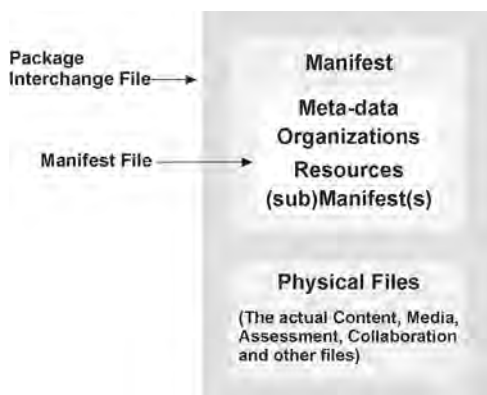 Package
Interchange File
Manifest File
Manifest
Meta-data
Organizations
Resources
(sub)Manifest(s)
Physical Files
(The actual Content, Media,
Assessment, Collaboration
and other files)